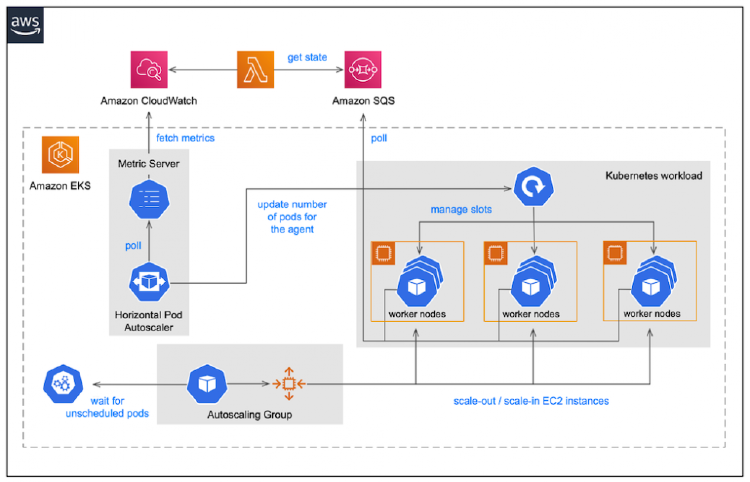 aws
get state
Amazon CloudWatch
Amazon SQS
fetch metrics
poll
Amazon EKS
Metric Server
Kubernetes workload
update number
of pods for
the agent
manage slots
poll
Horizontal Pod
Autoscaler
worker nodes
worker nodes
worker nodes
wait for
unscheduled pods
Autoscaling Group
scale-out / scale-in EC2 instances